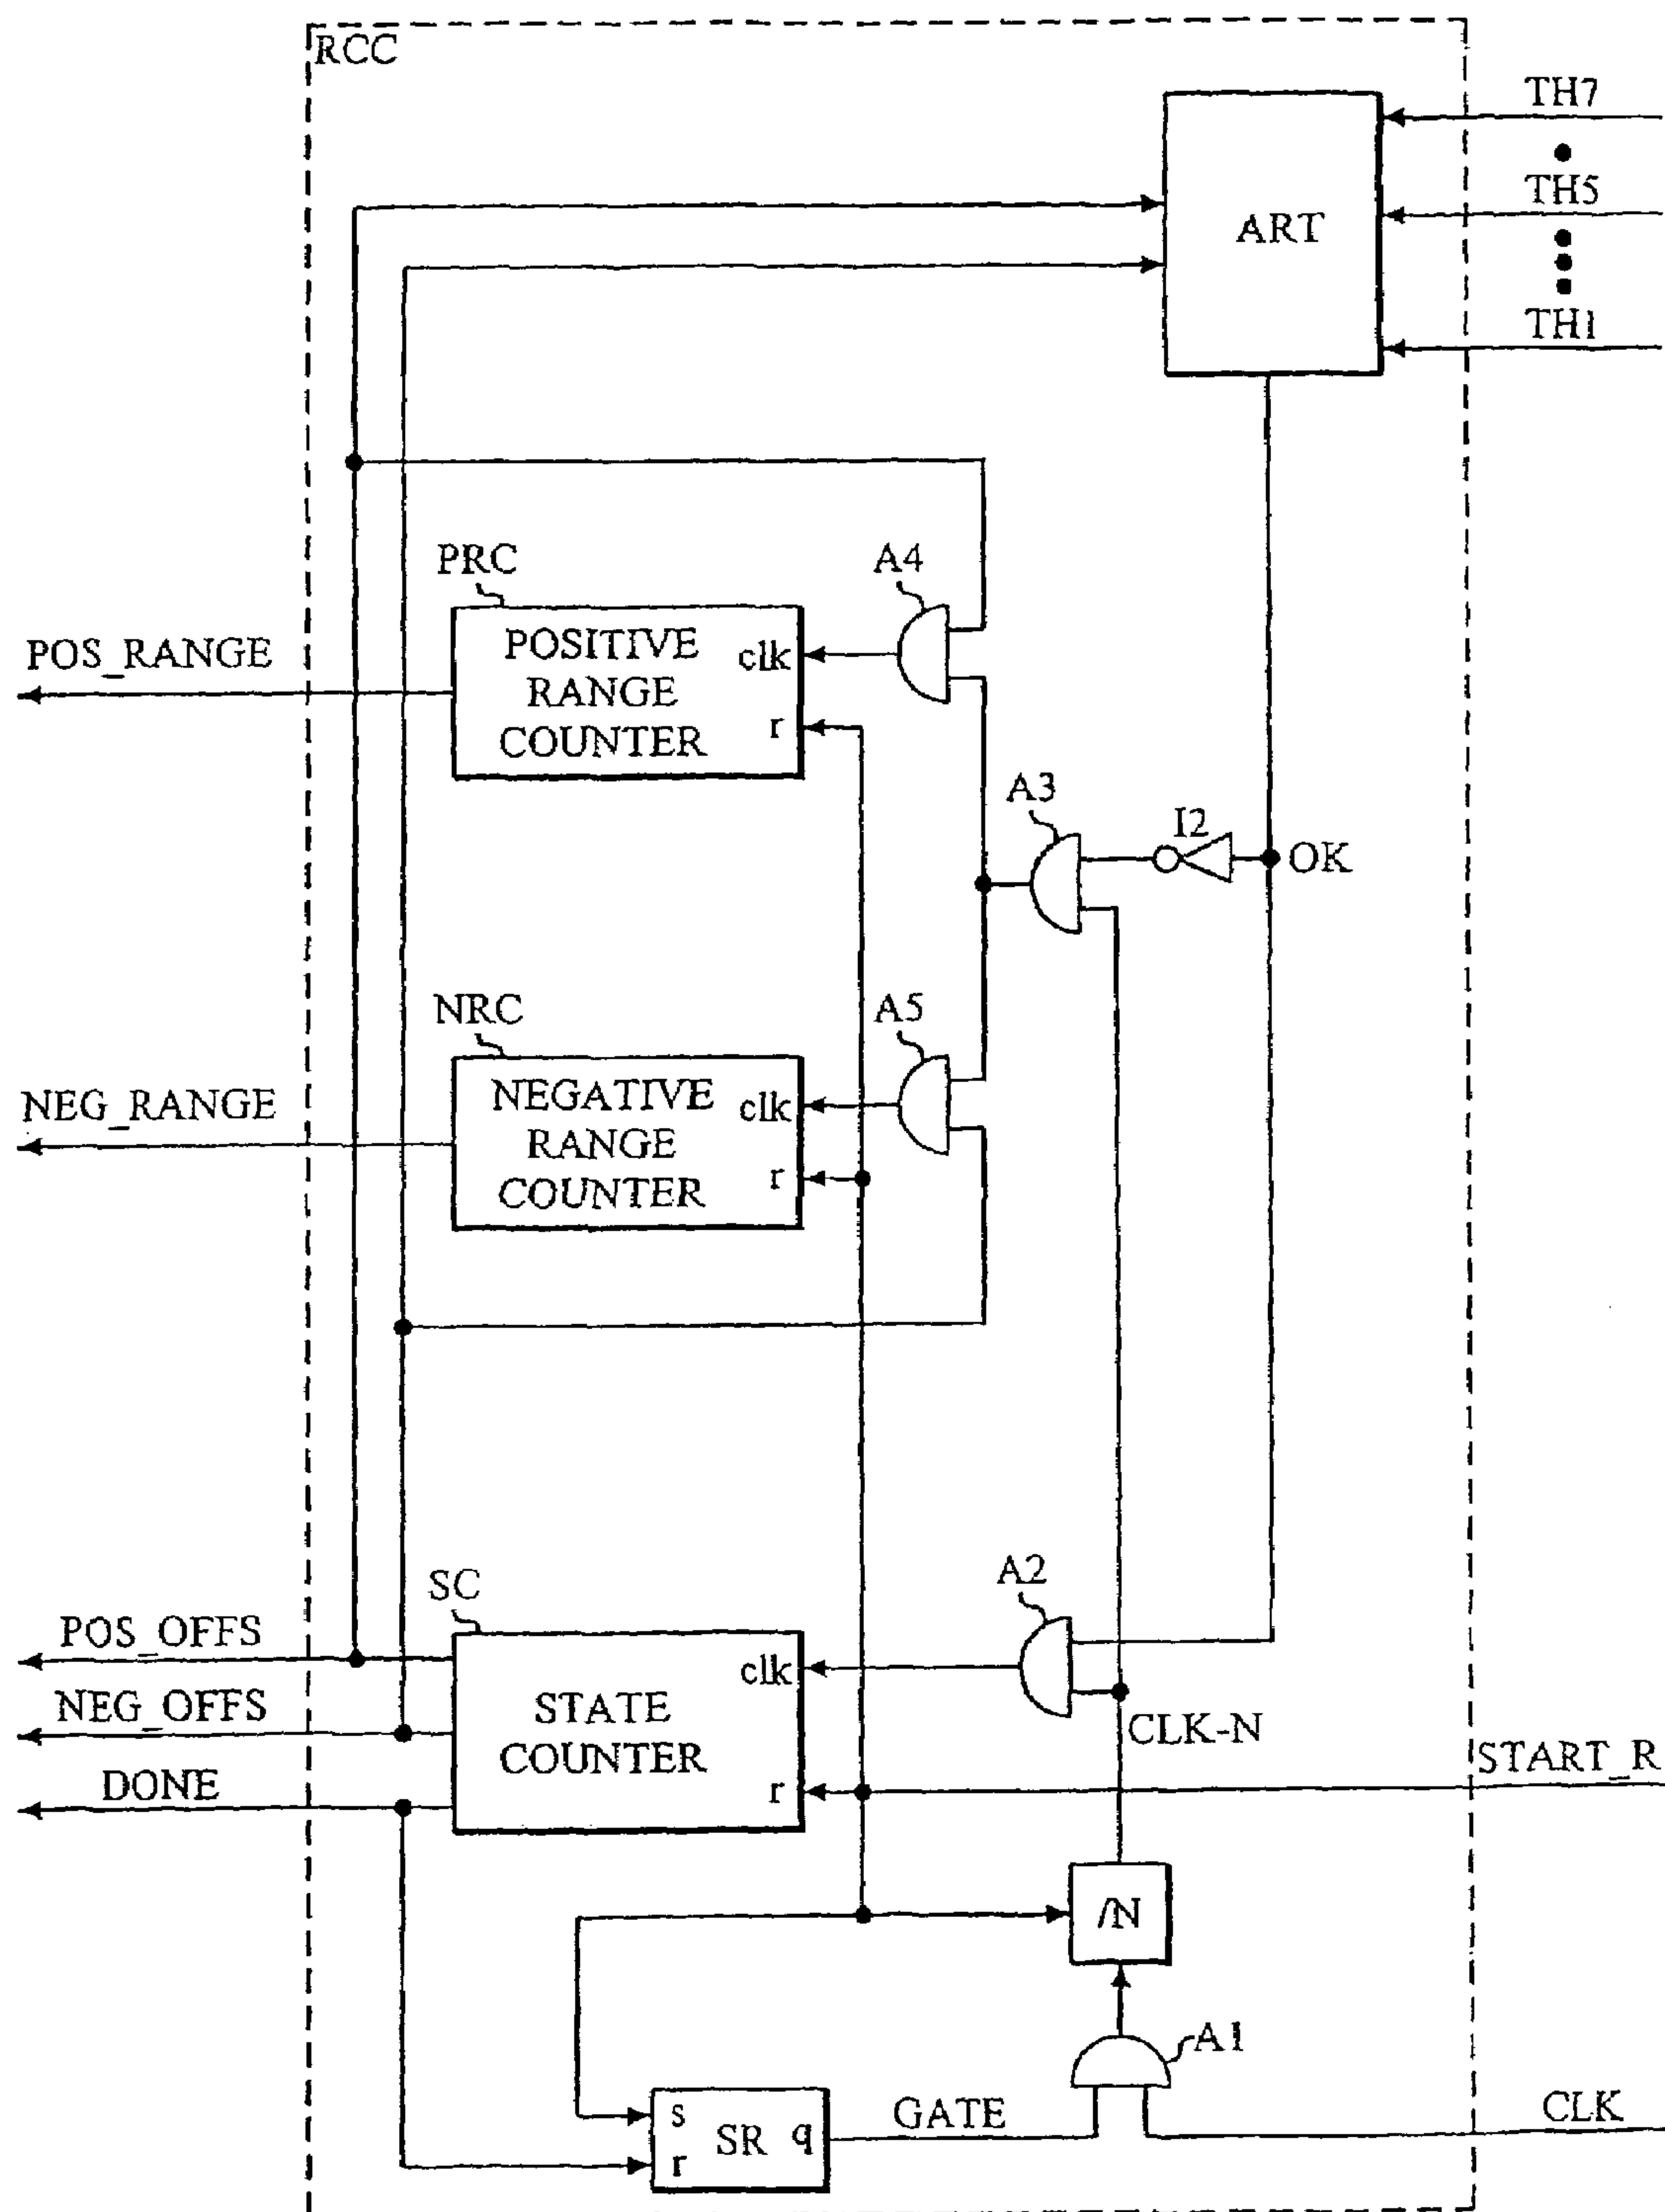 RCC
TH7
TH5
ART
TH1
PRC
A4
POS_RANGE
POSITIVE
RANGE
COUNTER
clk
r
A3
I2
OK
NRC
A5
NEG_RANGE
NEGATIVE
RANGE
COUNTER
clk
r
SC
A2
POS_OFFS
NEG_OFFS
DONE
STATE
COUNTER
clk
r
CLK-N
START_R
/N
A1
s
r
SR
q
GATE
CLK